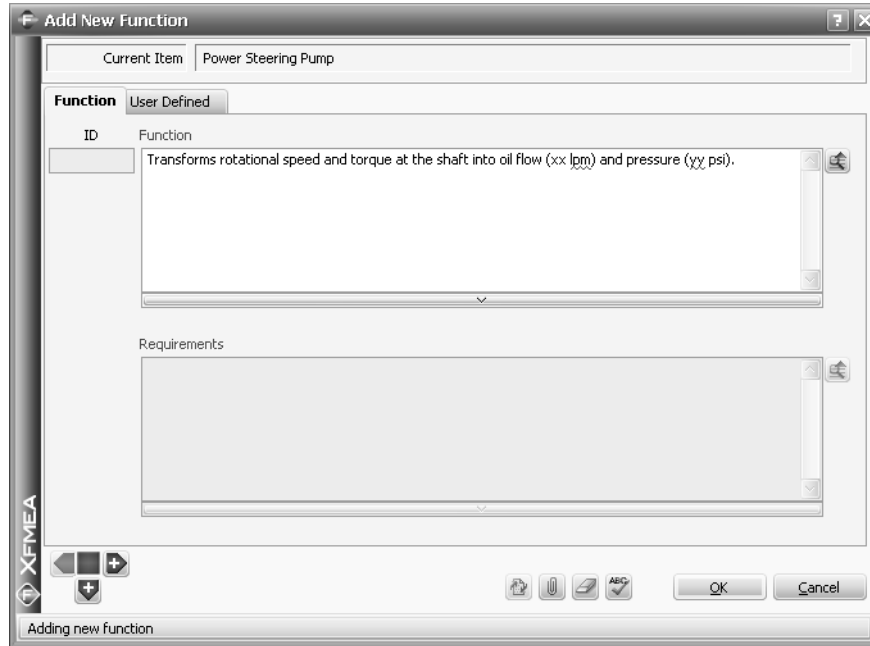 F Add New Function ?
Current Item Power Steering Pump
Function User Defined
ID Function
Transforms rotational speed and torque at the shaft into oil flow (xx lpm) and pressure (yy psi).
Requirements
XFMEA
F
ABC OK Cancel
Adding new function